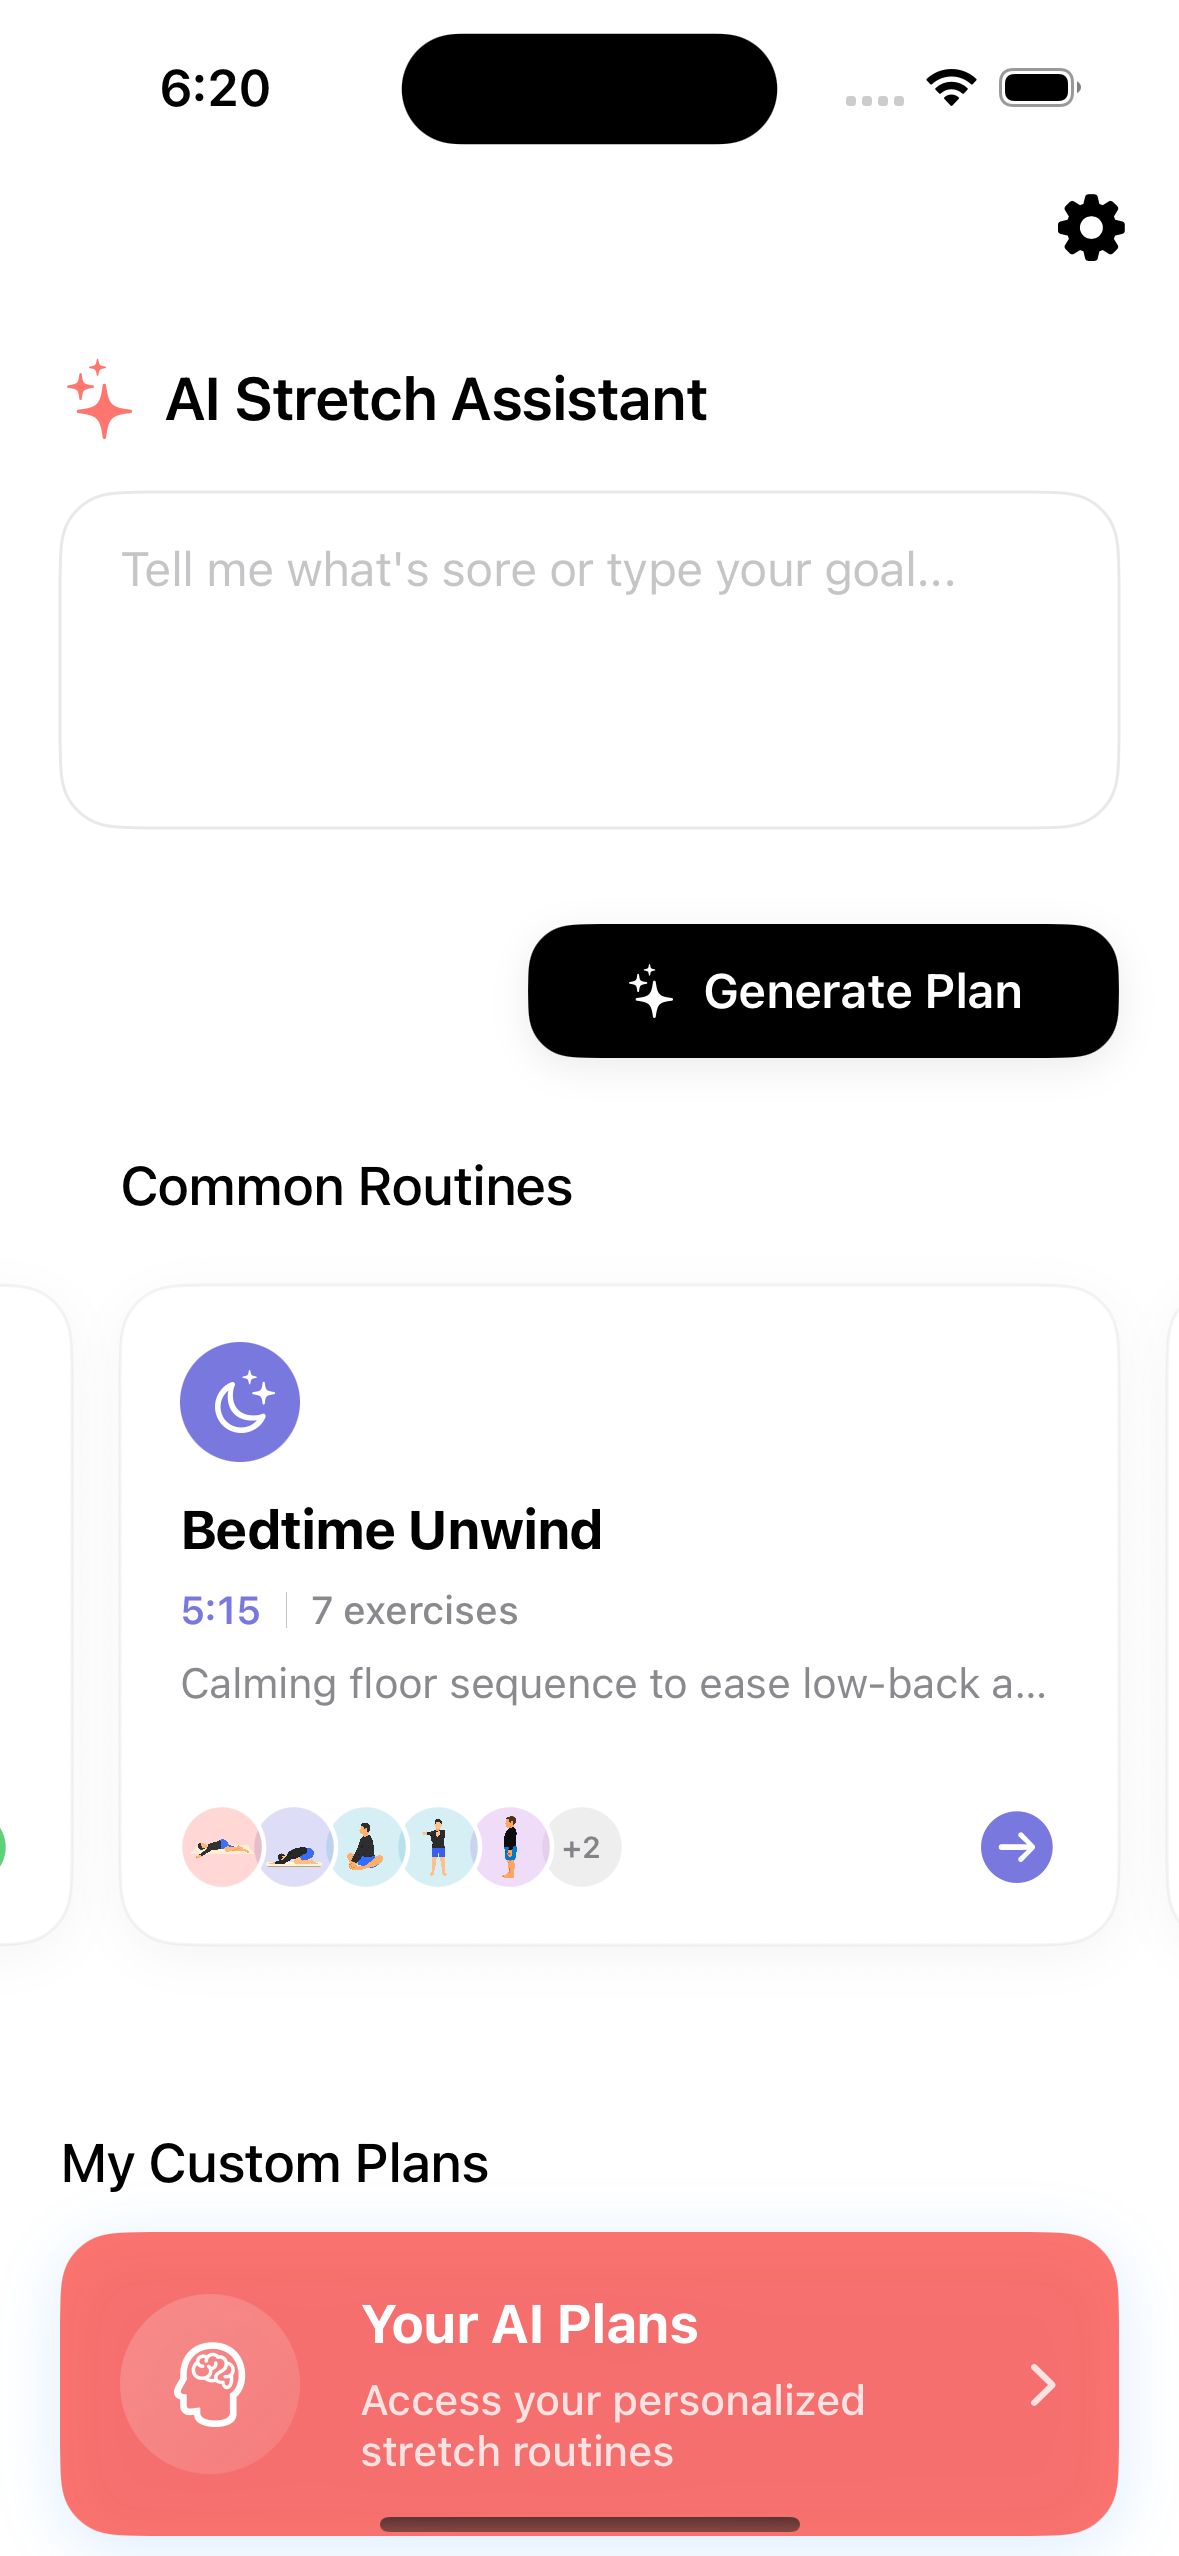 6:20
AI Stretch Assistant
Tell me what's sore or type your goal...
Generate Plan
Common Routines
Bedtime Unwind
5:15 | 7 exercises
Calming floor sequence to ease low-back a...
+2
My Custom Plans
Your AI Plans
Access your personalized
stretch routines